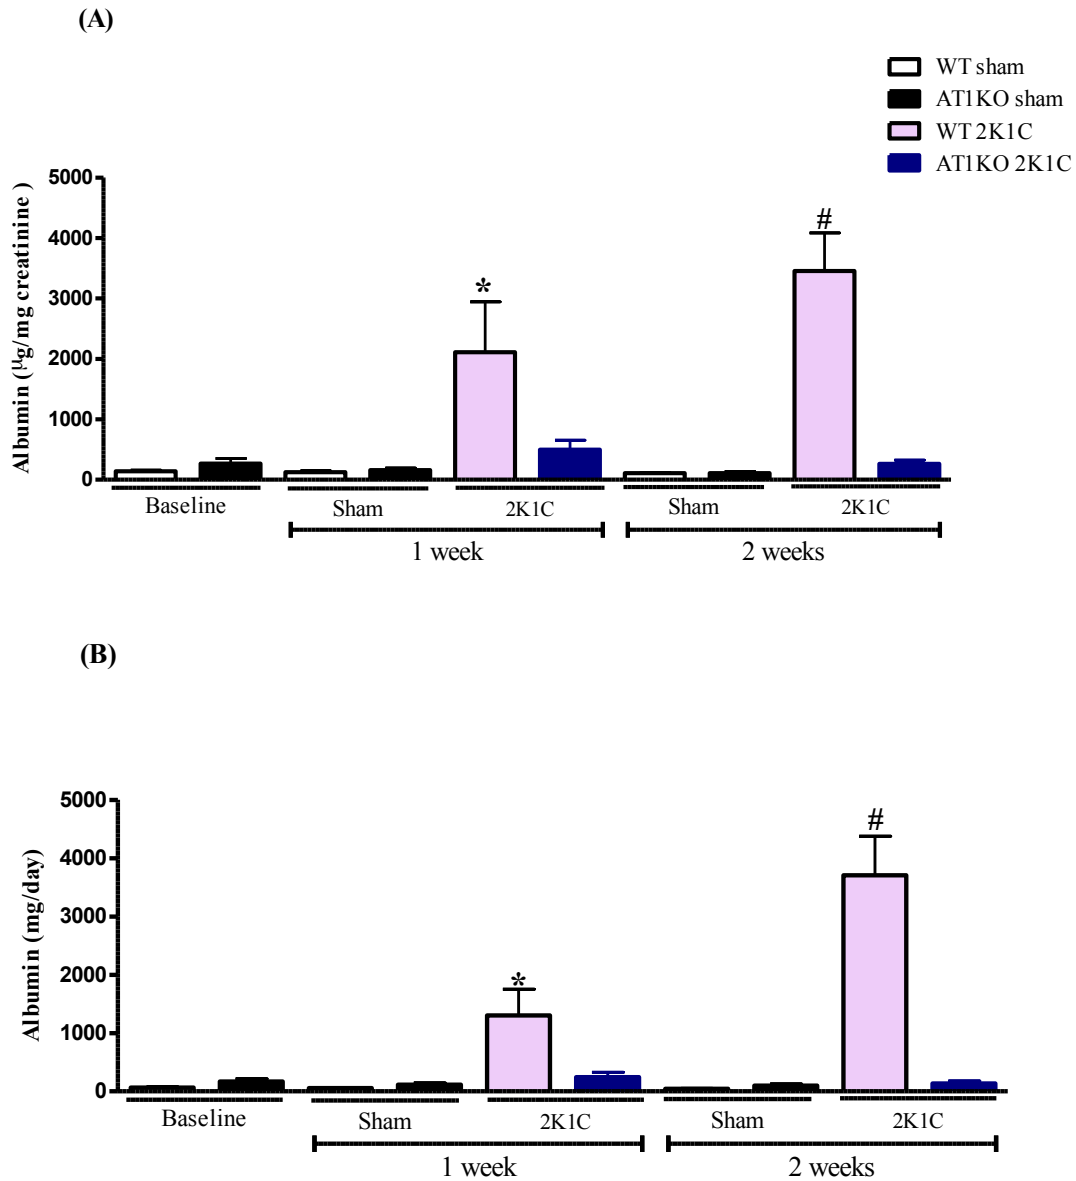 (A)
WT sham
AT1KO sham
WT 2K1C
AT1KO 2K1C
Albumin (µg/mg creatinine )
5000
4000
3000
2000
1000
0
*
#
Baseline
Sham
2K1C
Sham
2K1C
1 week
2 weeks
(B)
Albumin (mg/day)
5000
4000
3000
2000
1000
0
*
#
Baseline
Sham
2K1C
Sham
2K1C
1 week
2 weeks